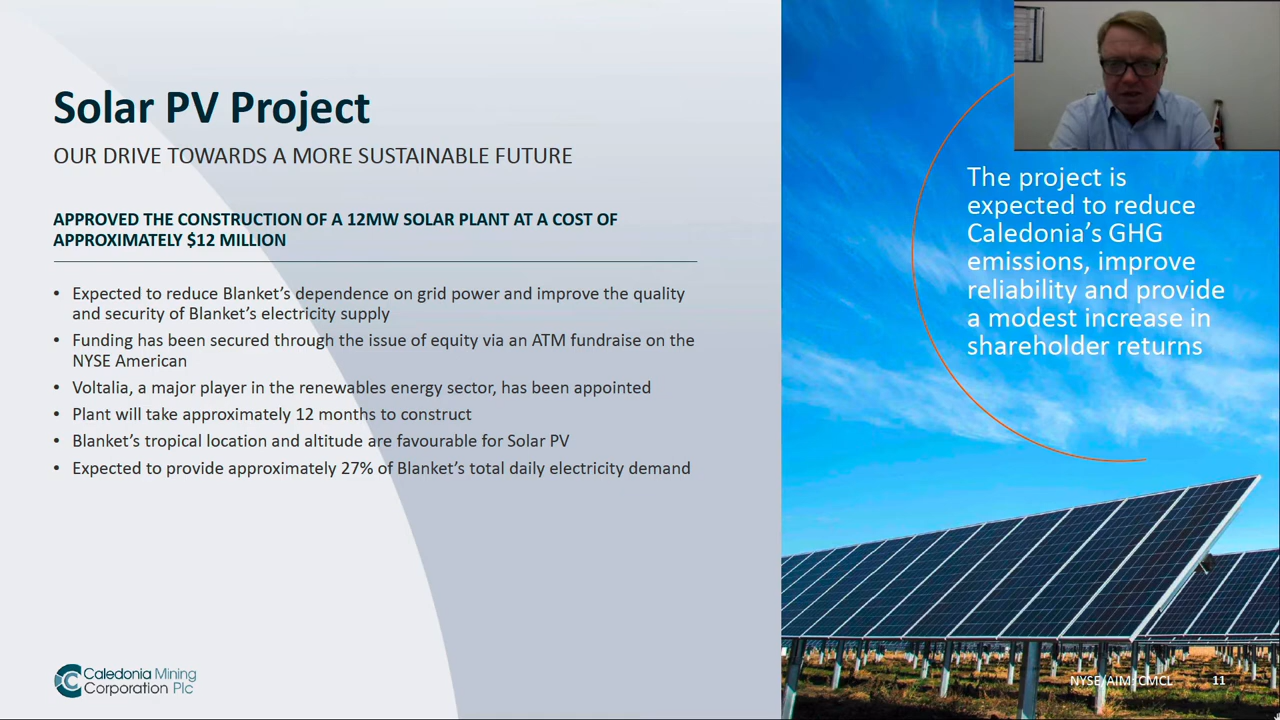 Solar PV Project
OUR DRIVE TOWARDS A MORE SUSTAINABLE FUTURE
APPROVED THE CONSTRUCTION OF A 12MW SOLAR PLANT AT A COST OF
APPROXIMATELY $12 MILLION
• Expected to reduce Blanket's dependence on grid power and improve the quality
and security of Blanket's electricity supply
• Funding has been secured through the issue of equity via an ATM fundraise on the
NYSE American
• Voltalia, a major player in the renewables energy sector, has been appointed
• Plant will take approximately 12 months to construct
• Blanket's tropical location and altitude are favourable for Solar PV
• Expected to provide approximately 27% of Blanket's total daily electricity demand
The project is
expected to reduce
Caledonia's GHG
emissions, improve
reliability and provide
a modest increase in
shareholder returns
Caledonia Mining
Corporation Plc
NYSE/AIM: CMCL 11